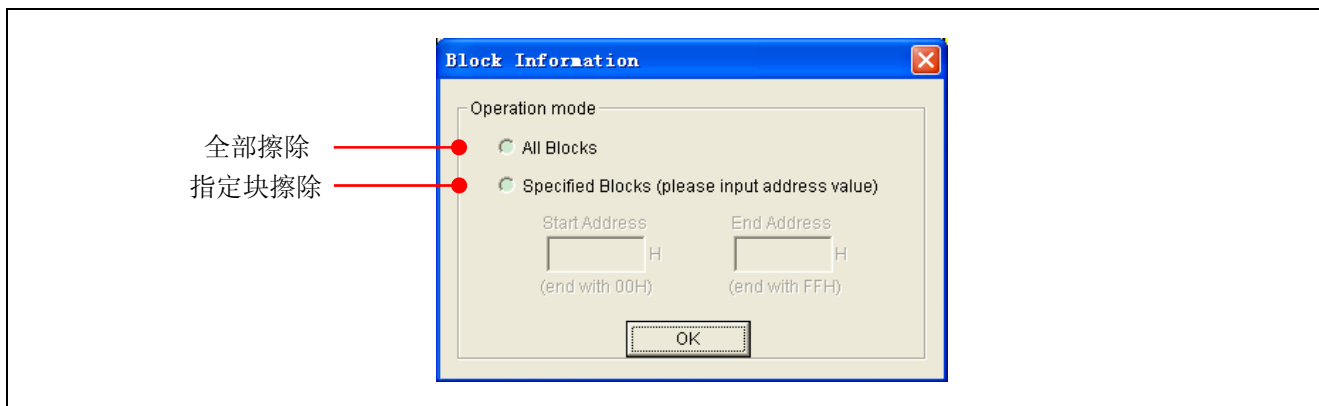 Block Information
Operation mode
全部擦除 All Blocks
指定块擦除 Specified Blocks (please input address value)
Start Address End Address
H H
(end with 00H) (end with FFH)
OK